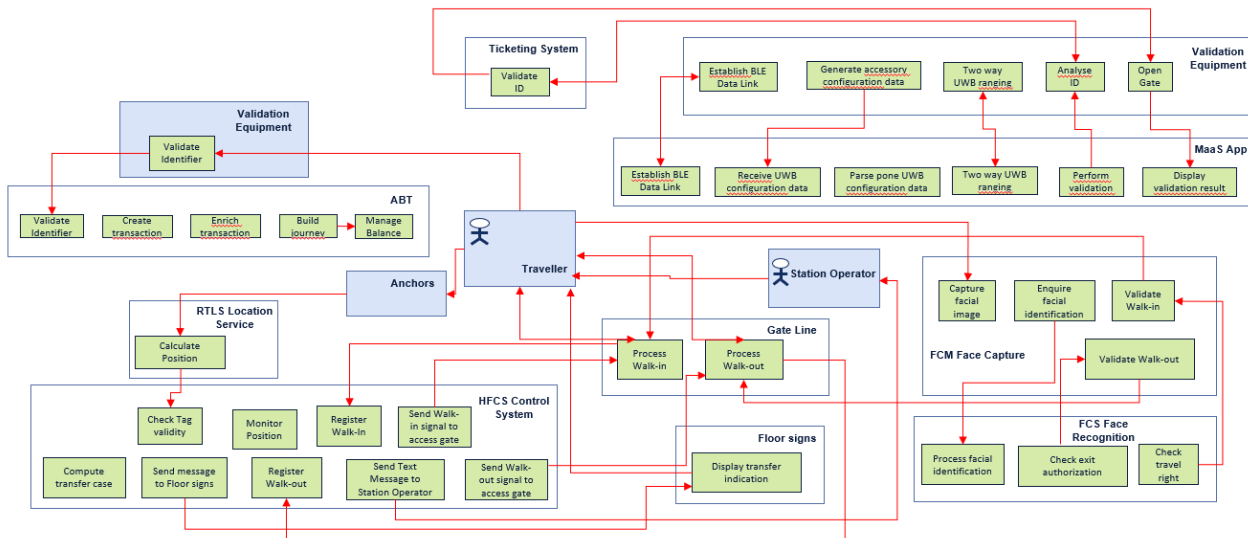 Ticketing System
Validate
ID
Validation
Equipment
Establish BLE
Data Link
Generate accessory
configuration data
Two way
UWB ranging
Analyse
ID
Open
Gate
MaaS App
Establish BLE
Data Link
Receive UWB
configuration data
Parse pone UWB
configuration data
Two way UWB
ranging
Perform
validation
Display
validation result
Validation
Equipment
Validate
Identifier
ABT
Validate
Identifier
Create
transaction
Enrich
transaction
Build
journey
Manage
Balance
Traveller
Station Operator
Anchors
RTLS Location
Service
Calculate
Position
Gate Line
Process
Walk-in
Process
Walk-out
Capture
facial
image
Enquire
facial
identification
Validate
Walk-in
FCM Face Capture
Validate Walk-out
HFCS Control
System
Check Tag
validity
Monitor
Position
Register
Walk-In
Send Walk-
in signal to
access gate
Compute
transfer case
Send message
to Floor signs
Register
Walk-out
Send Text
Message to
Station Operator
Send Walk-
out signal to
access gate
Floor signs
Display transfer
indication
FCS Face
Recognition
Process facial
identification
Check exit
authorization
Check
travel
right